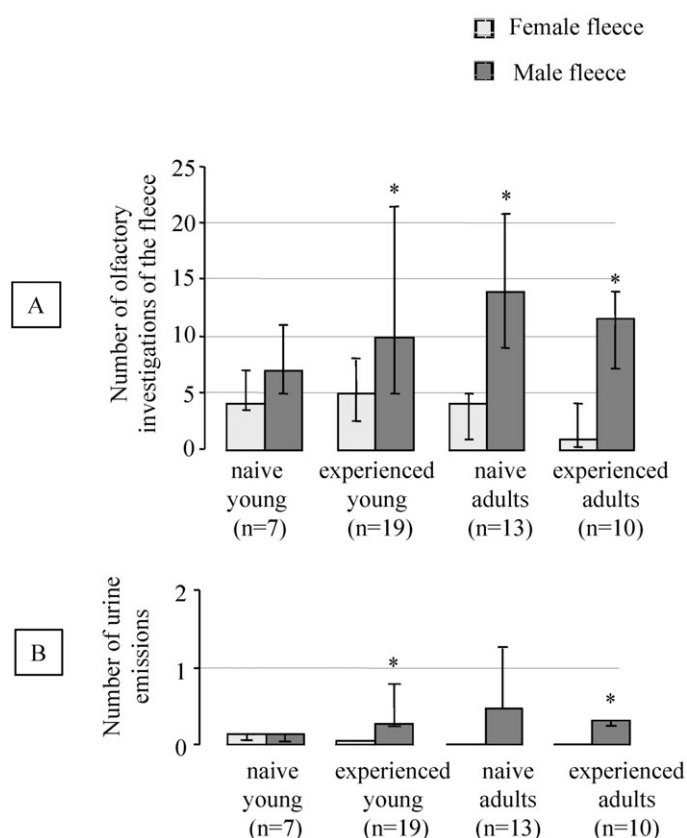 Female fleece
Male fleece
A
Number of olfactory
investigations of the fleece
25
20
15
10
5
0
*
*
*
naive
young
(n=7)
experienced
young
(n=19)
naive
adults
(n=13)
experienced
adults
(n=10)
B
Number of urine
emissions
2
1
0
*
*
naive
young
(n=7)
experienced
young
(n=19)
naive
adults
(n=13)
experienced
adults
(n=10)